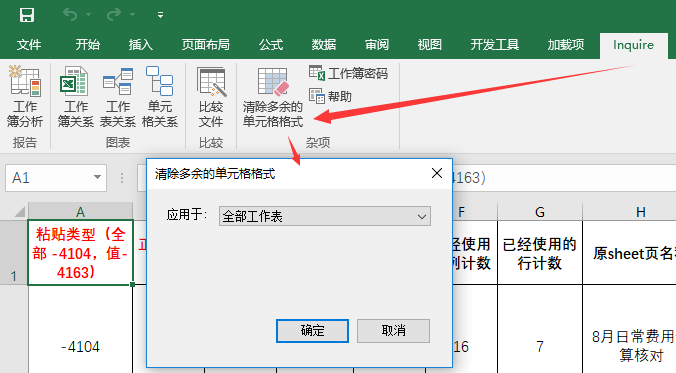 文件 开始 插入 页面布局 公式 数据 审阅 视图 开发工具 加载项 Inquire
工作簿分析
工作簿关系
工作表关系
单元格关系
比较文件
清除多余的单元格格式
工作簿密码
帮助
报告 图表 比较 杂项
A1
4163)
清除多余的单元格格式
应用于: 全部工作表
确定 取消
A F G H
1
粘贴类型（全
部 -4104，值-
4163）
经使用
列计数
已经使用的
行计数
原sheet页名
-4104
16
7
8月日常费用
算核对